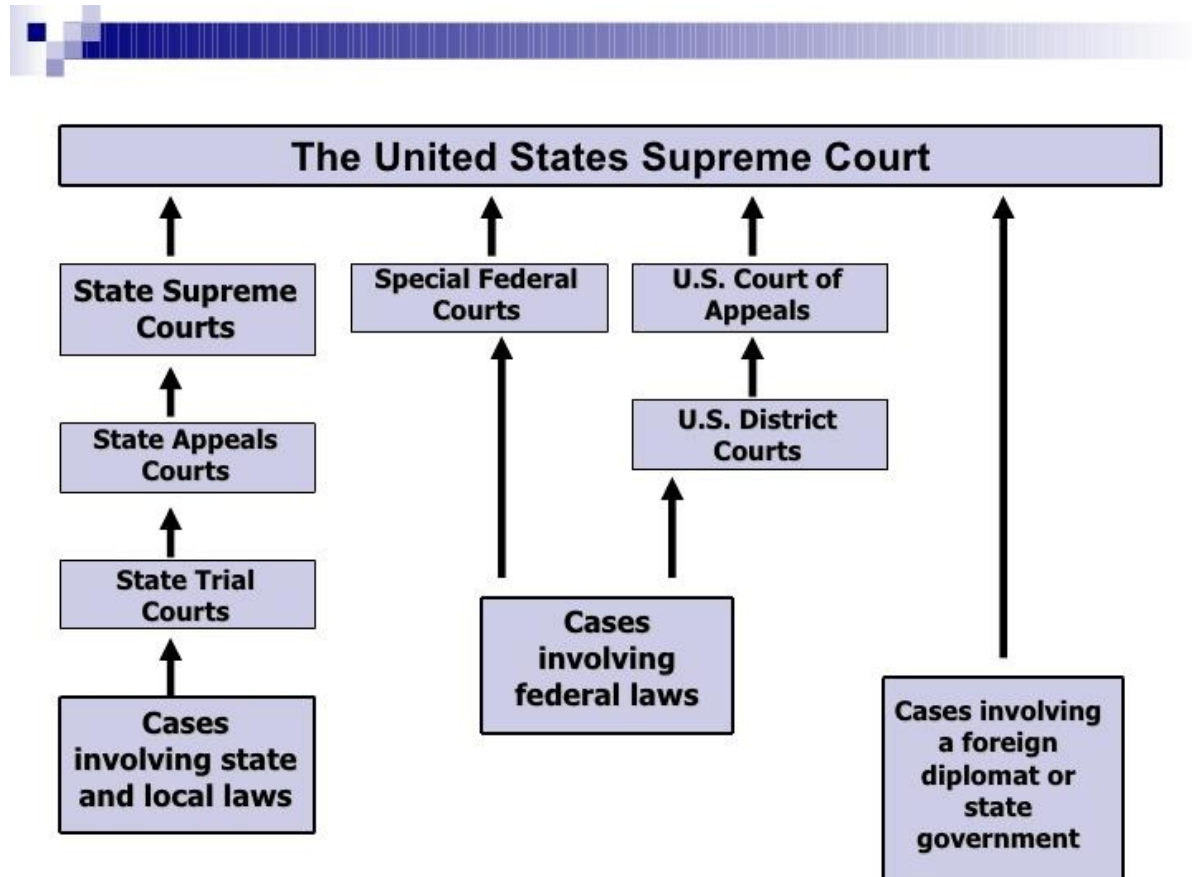 The United States Supreme Court
State Supreme
Courts
Special Federal
Courts
U.S. Court of
Appeals
State Appeals
Courts
U.S. District
Courts
State Trial
Courts
Cases
involving
federal laws
Cases
involving state
and local laws
Cases involving
a foreign
diplomat or
state
government